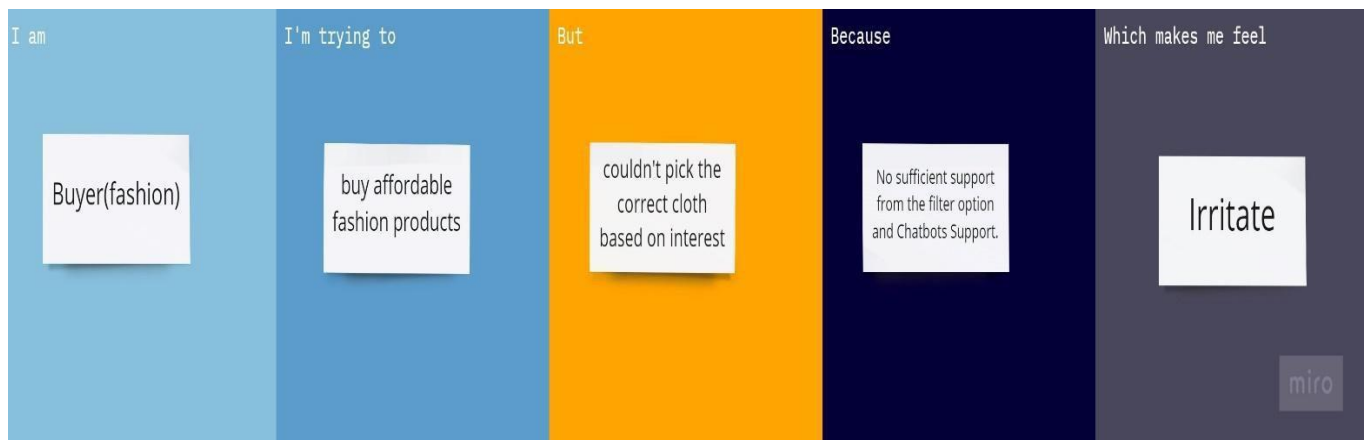 I am
Buyer(fashion)
I'm trying to
buy affordable
fashion products
But
couldn't pick the
correct cloth
based on interest
Because
No sufficient support
from the filter option
and Chatbots Support.
Which makes me feel
Irritate
miro